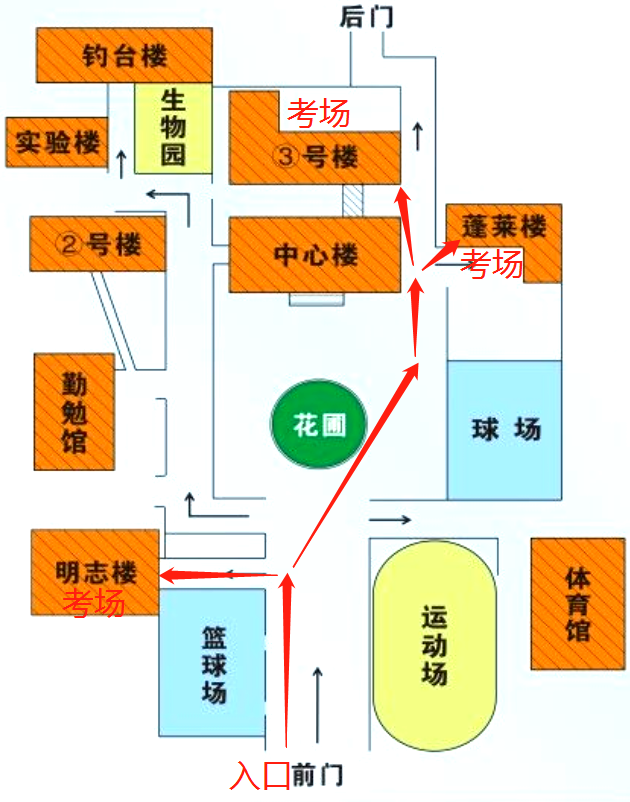 后门
钓台楼
生物园
考场
实验楼
③号楼
蓬莱楼
②号楼
中心楼
考场
勤勉馆
花圃
球场
明志楼
考场
体育馆
篮球场
运动场
入口前门